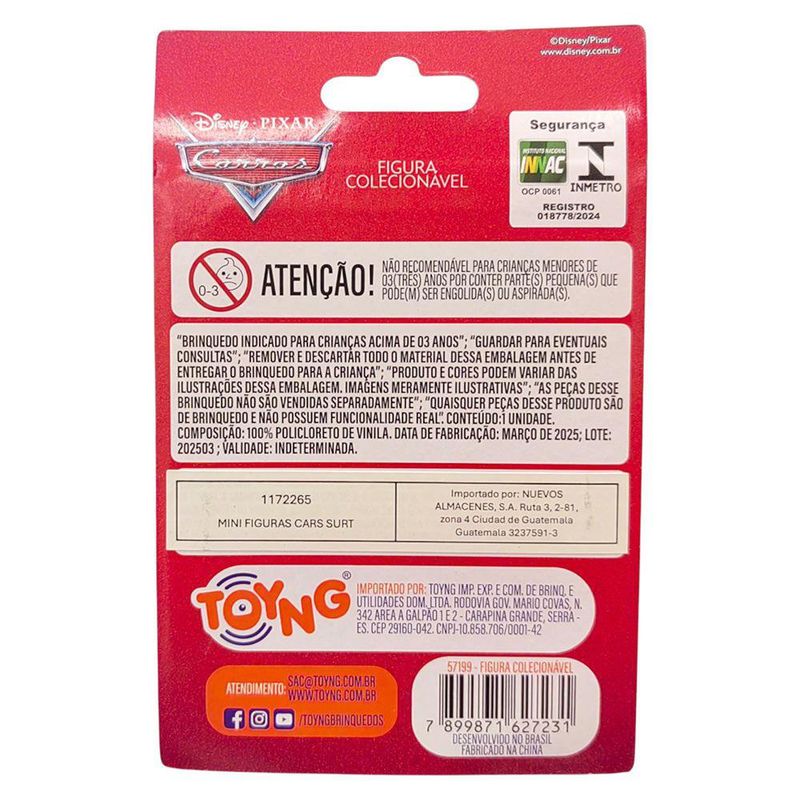 ©Disney/Pixar
www.disney.com.br
Disney · PIXAR
Carros
FIGURA
COLECIONÁVEL
Segurança
INSTITUTO NACIONAL
INNAC
OCP 0061
INMETRO
REGISTRO
018778/2024
0-3
ATENÇÃO!
NÃO RECOMENDÁVEL PARA CRIANÇAS MENORES DE
03(TRÊS) ANOS POR CONTER PARTE(S) PEQUENA(S) QUE
PODE(M) SER ENGOLIDA(S) OU ASPIRADA(S).
"BRINQUEDO INDICADO PARA CRIANÇAS ACIMA DE 03 ANOS"; "GUARDAR PARA EVENTUAIS
CONSULTAS"; "REMOVER E DESCARTAR TODO O MATERIAL DESSA EMBALAGEM ANTES DE
ENTREGAR O BRINQUEDO PARA A CRIANÇA"; "PRODUTO E CORES PODEM VARIAR DAS
ILUSTRAÇÕES DESSA EMBALAGEM. IMAGENS MERAMENTE ILUSTRATIVAS"; "AS PEÇAS DESSE
BRINQUEDO NÃO SÃO VENDIDAS SEPARADAMENTE"; "QUAISQUER PEÇAS DESSE PRODUTO SÃO
DE BRINQUEDO E NÃO POSSUEM FUNCIONALIDADE REAL". CONTEÚDO:1 UNIDADE.
COMPOSIÇÃO: 100% POLICLORETO DE VINILA. DATA DE FABRICAÇÃO: MARÇO DE 2025; LOTE:
202503 ; VALIDADE: INDETERMINADA.
1172265
MINI FIGURAS CARS SURT
Importado por: NUEVOS
ALMACENES, S.A. Ruta 3, 2-81,
zona 4 Ciudad de Guatemala
Guatemala 3237591-3
TOYNG®
IMPORTADO POR: TOYNG IMP. EXP. E COM. DE BRINQ. E
UTILIDADES DOM. LTDA. RODOVIA GOV. MARIO COVAS, N.
342 AREA A GALPÃO 1 E 2 - CARAPINA GRANDE, SERRA -
ES. CEP 29160-042. CNPJ-10.858.706/0001-42
ATENDIMENTO:
SAC@TOYNG.COM.BR
WWW.TOYNG.COM.BR
/TOYNGBRINQUEDOS
57199 - FIGURA COLECIONÁVEL
7 899871 627231
DESENVOLVIDO NO BRASIL
FABRICADO NA CHINA